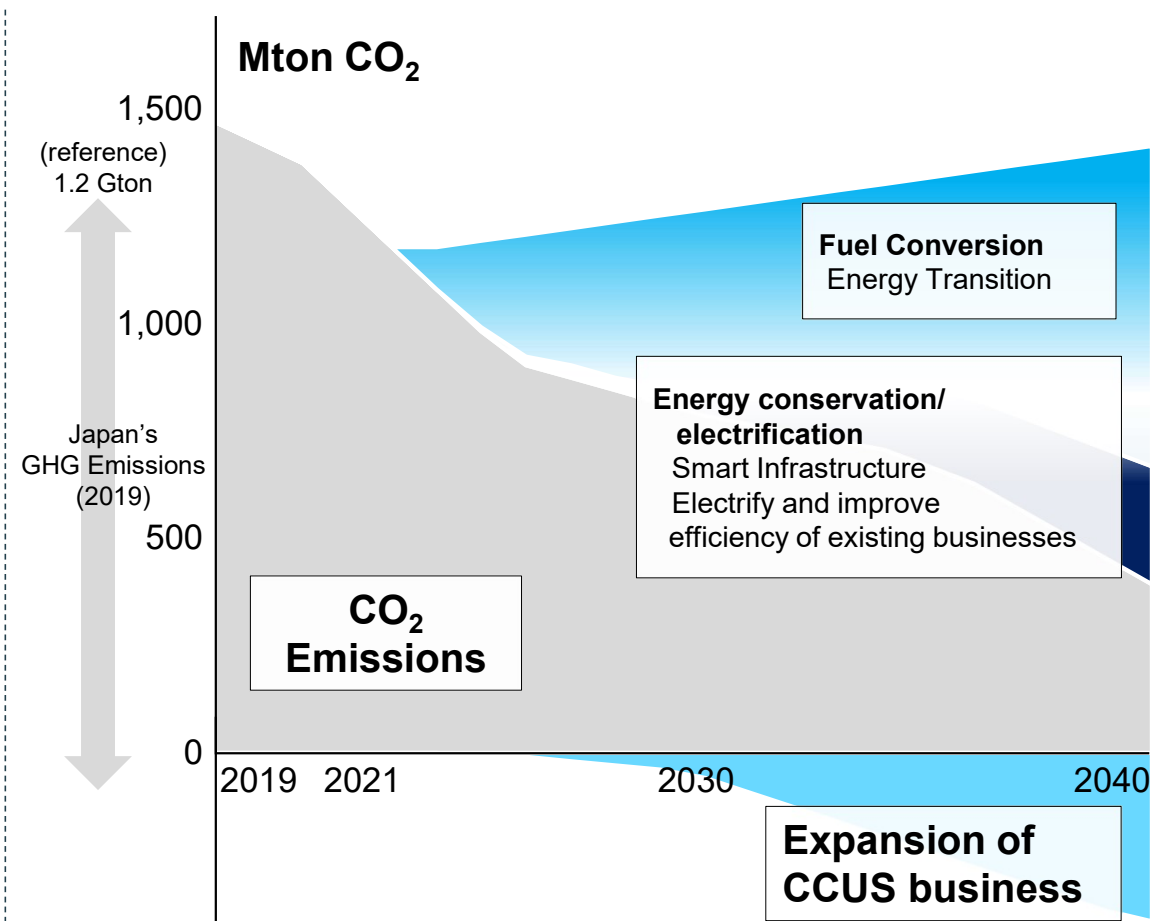 Mton CO₂
1,500
(reference)
1.2 Gton
1,000
Japan's
GHG Emissions
(2019)
500
0
Fuel Conversion
Energy Transition
Energy conservation/
electrification
Smart Infrastructure
Electrify and improve
efficiency of existing businesses
CO₂
Emissions
2019 2021 2030 2040
Expansion of
CCUS business